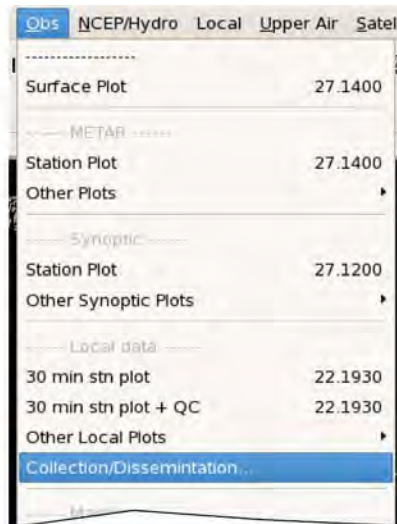 Obs NCEP/Hydro Local Upper Air Satel
-----------------
Surface Plot 27.1400
------ METAR ------
Station Plot 27.1400
Other Plots
------ Synoptic ------
Station Plot 27.1200
Other Synoptic Plots
------ Local data ------
30 min stn plot 22.1930
30 min stn plot + QC 22.1930
Other Local Plots
Collection/Dissemintation...